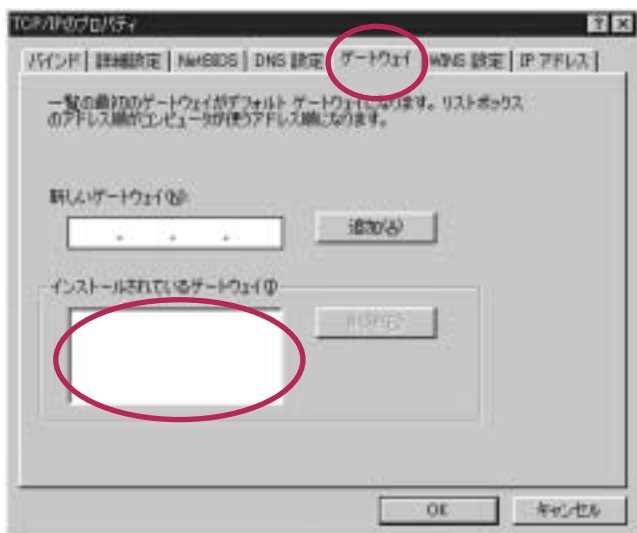 TCP/IPのプロパティ
バインド 詳細設定 NetBIOS DNS 設定 ゲートウェイ WINS 設定 IP アドレス
一覧の最初のゲートウェイがデフォルト ゲートウェイになります。リストボックス
のアドレス順がコンピュータが使うアドレス順になります。
新しいゲートウェイ(N):
追加(A)
インストールされているゲートウェイ(I)
OK キャンセル